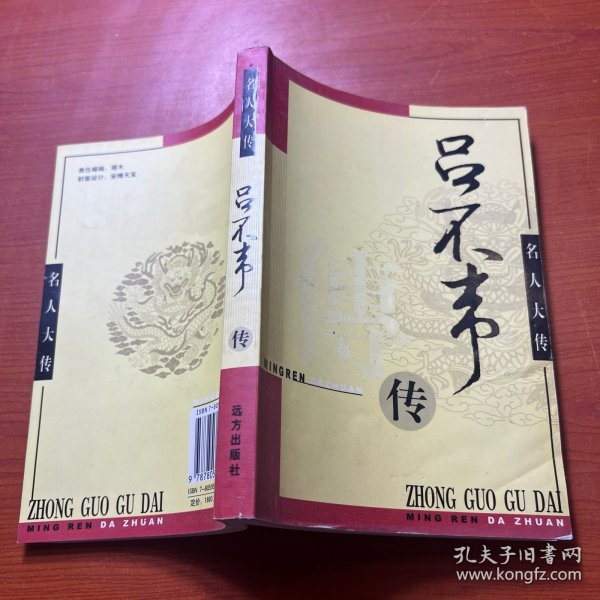 吕不韦
传
名人大传
MINGREN DAZHUAN
ZHONG GUO GU DAI
MING REN DA ZHUAN
名人大传
吕不韦
传
远方出版社
名人大传
ZHONG GUO GU DAI
MING REN DA ZHUAN
孔夫子旧书网
www.kongfz.com